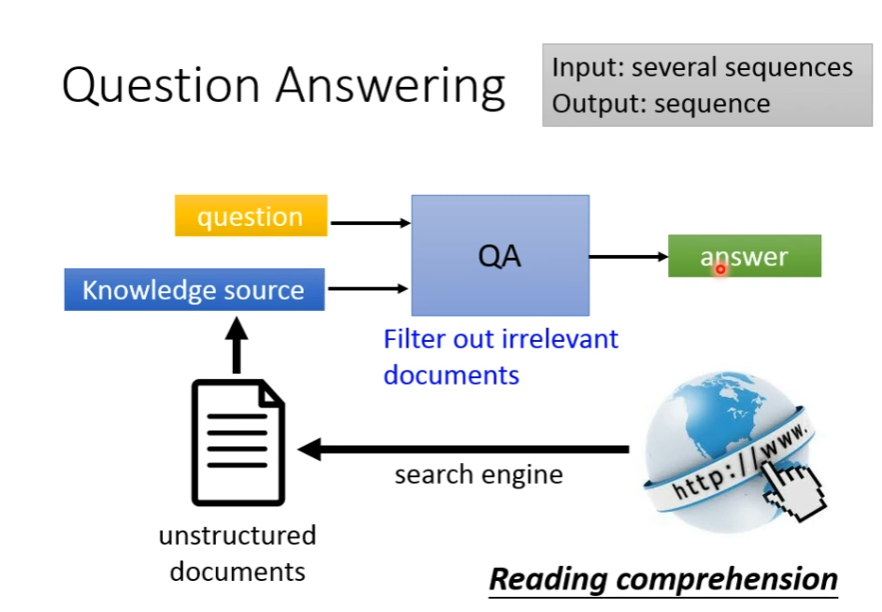 Question Answering
Input: several sequences
Output: sequence
question
Knowledge source
QA
answer
Filter out irrelevant
documents
search engine
http://www.
unstructured
documents
Reading comprehension